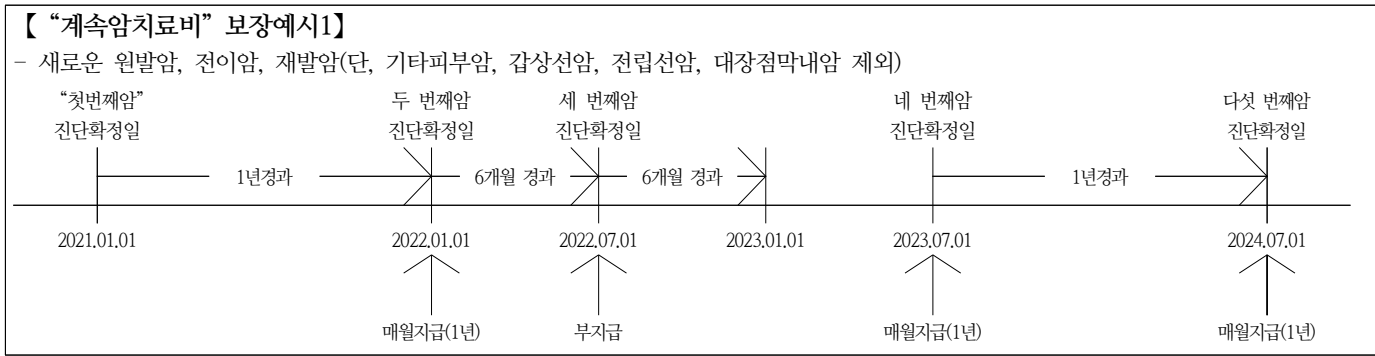 【 “계속암치료비” 보장예시1】
- 새로운 원발암, 전이암, 재발암(단, 기타피부암, 갑상선암, 전립선암, 대장점막내암 제외)
“첫번째암” 두 번째암 세 번째암 네 번째암 다섯 번째암
진단확정일 진단확정일 진단확정일 진단확정일 진단확정일
1년경과 6개월 경과 6개월 경과 1년경과
2021.01.01 2022.01.01 2022.07.01 2023.01.01 2023.07.01 2024.07.01
매월지급(1년) 부지급 매월지급(1년) 매월지급(1년)